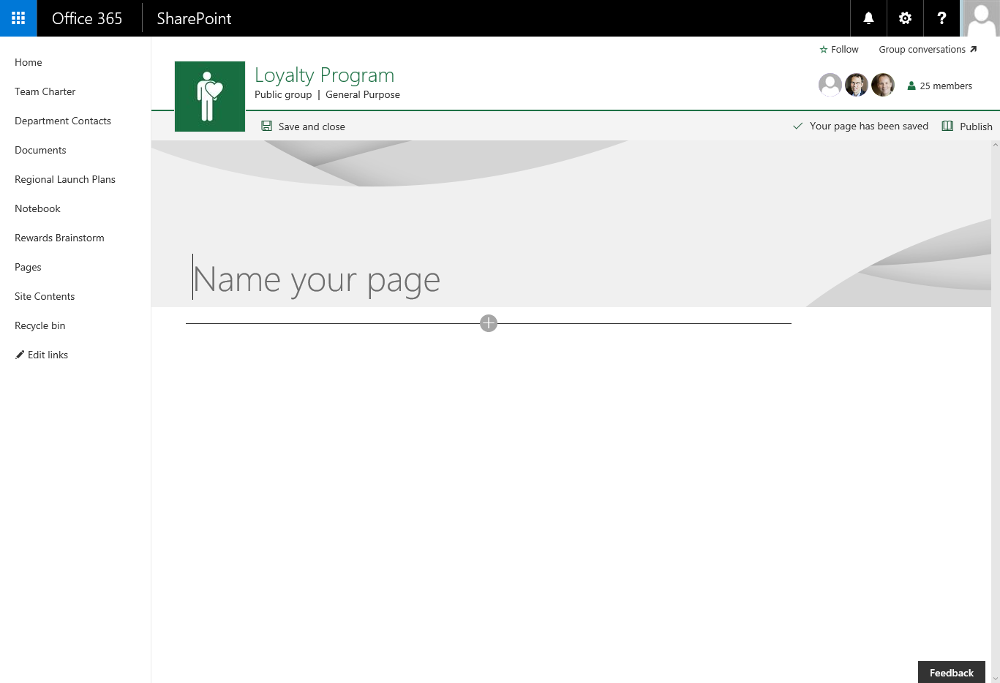 Office 365
SharePoint
?
Follow
Group conversations
Loyalty Program
Public group | General Purpose
25 members
Save and close
Your page has been saved
Publish
Home
Team Charter
Department Contacts
Documents
Regional Launch Plans
Notebook
Rewards Brainstorm
Pages
Site Contents
Recycle bin
Edit links
Name your page
Feedback